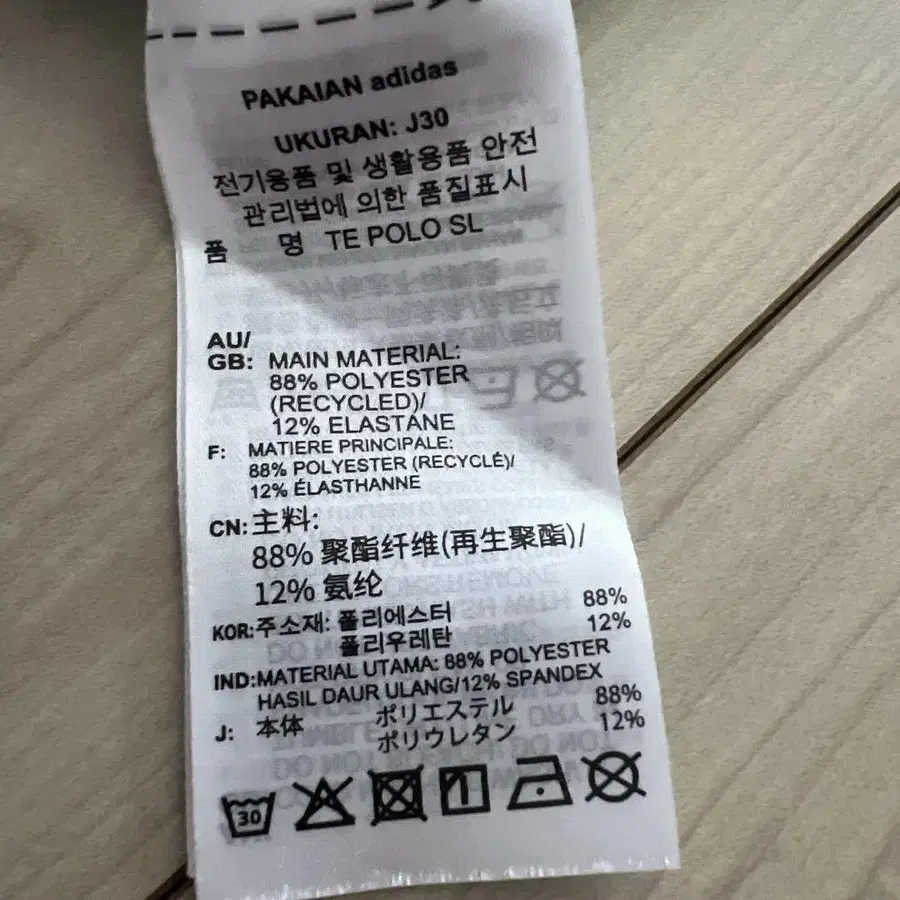 PAKAIAN adidas
UKURAN: J30
전기용품 및 생활용품 안전
관리법에 의한 품질표시
품 명 TE POLO SL
AU/
GB: MAIN MATERIAL:
88% POLYESTER
(RECYCLED)/
12% ELASTANE
F: MATIERE PRINCIPALE:
88% POLYESTER (RECYCLÉ)/
12% ÉLASTHANNE
CN: 主料:
88% 聚酯纤维(再生聚酯)/
12% 氨纶
KOR: 주소재: 폴리에스터 88%
폴리우레탄 12%
IND: MATERIAL UTAMA: 88% POLYESTER
HASIL DAUR ULANG/12% SPANDEX
J: 本体 ポリエステル 88%
ポリウレタン 12%
30